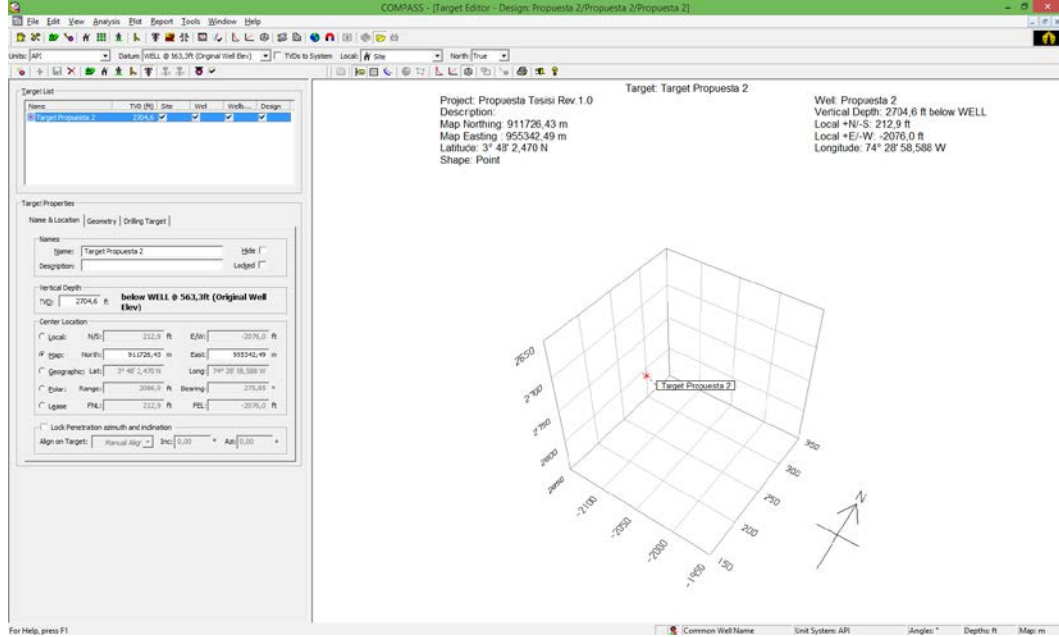 COMPASS - [Target Editor - Design: Propuesta 2/Propuesta 2/Propuesta 2]
File Edit View Analysis Plot Report Tools Window Help
Units: API Datum: WELL @ 563,3ft (Original Well Elev) TVDs to System Local: Site North: True
Target List
Name TVD (ft) Site Well Wellb... Design
Target Propuesta 2 2704,6
Target Properties
Name & Location Geometry Drilling Target
Names
Name: Target Propuesta 2 Hide
Description: Locked
Vertical Depth
TVD: 2704,6 ft below WELL @ 563,3ft (Original Well
Elev)
Center Location
Local: N/S: 212,9 ft E/W: -2076,0 ft
Map: North: 911726,43 m East: 955342,49 m
Geographic: Lat: 3° 48' 2,470 N Long: 74° 28' 58,588 W
Polar: Range: 2086,9 ft Bearing: 275,85 °
Lease FNL: 212,9 ft FEL: -2076,0 ft
Lock Penetration azimuth and inclination
Align on Target: Manual Align Inc: 0,00 ° Azi: 0,00 °
Target: Target Propuesta 2
Project: Propuesta Tesisi Rev.1.0
Description:
Map Northing: 911726,43 m
Map Easting : 955342,49 m
Latitude: 3° 48' 2,470 N
Shape: Point
Well: Propuesta 2
Vertical Depth: 2704,6 ft below WELL
Local +N/-S: 212,9 ft
Local +E/-W: -2076,0 ft
Longitude: 74° 28' 58,588 W
2650
2700
2750
2800
2850
Target Propuesta 2
-2100
-2050
-2000
-1950
150
200
250
300
350
N
For Help, press F1 Common Well Name Unit System: API Angles: ° Depths: ft Map: m